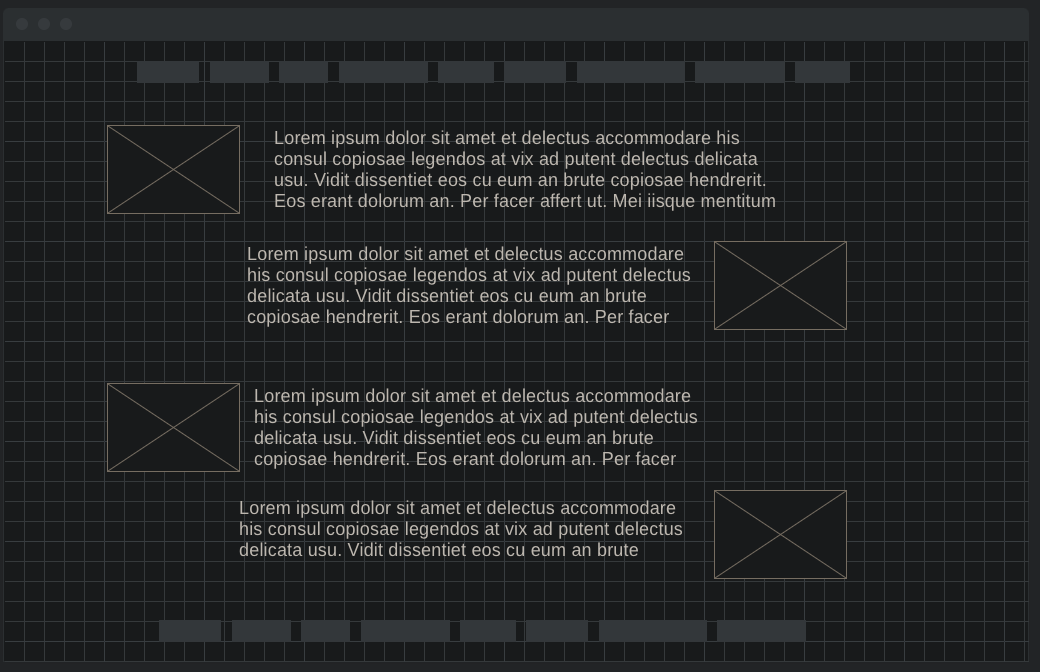 Lorem ipsum dolor sit amet et delectus accommodare his
consul copiosae legendos at vix ad putent delectus delicata
usu. Vidit dissentiet eos cu eum an brute copiosae hendrerit.
Eos erant dolorum an. Per facer affert ut. Mei iisque mentitum
Lorem ipsum dolor sit amet et delectus accommodare
his consul copiosae legendos at vix ad putent delectus
delicata usu. Vidit dissentiet eos cu eum an brute
copiosae hendrerit. Eos erant dolorum an. Per facer
Lorem ipsum dolor sit amet et delectus accommodare
his consul copiosae legendos at vix ad putent delectus
delicata usu. Vidit dissentiet eos cu eum an brute
copiosae hendrerit. Eos erant dolorum an. Per facer
Lorem ipsum dolor sit amet et delectus accommodare
his consul copiosae legendos at vix ad putent delectus
delicata usu. Vidit dissentiet eos cu eum an brute